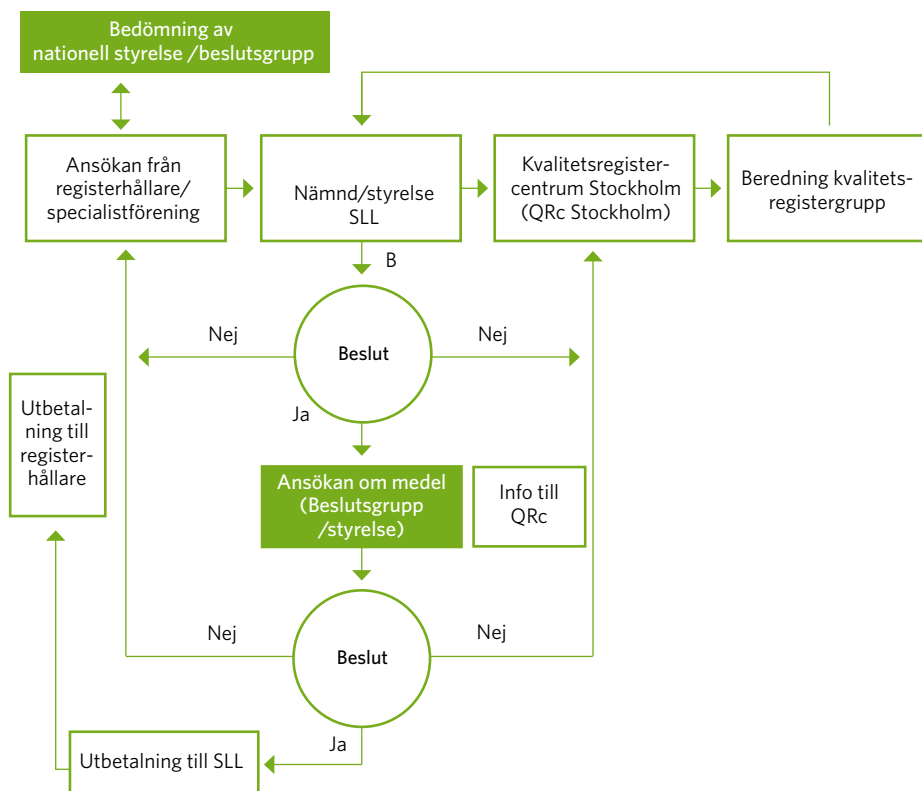 Bedömning av
nationell styrelse /beslutsgrupp
Ansökan från
registerhållare/
specialistförening
Nämnd/styrelse
SLL
Kvalitetsregister-
centrum Stockholm
(QRc Stockholm)
Beredning kvalitets-
registergrupp
B
Nej
Beslut
Nej
Ja
Utbetal-
ning till
register-
hållare
Ansökan om medel
(Beslutsgrupp
/styrelse)
Info till
QRc
Nej
Beslut
Nej
Ja
Utbetalning till SLL